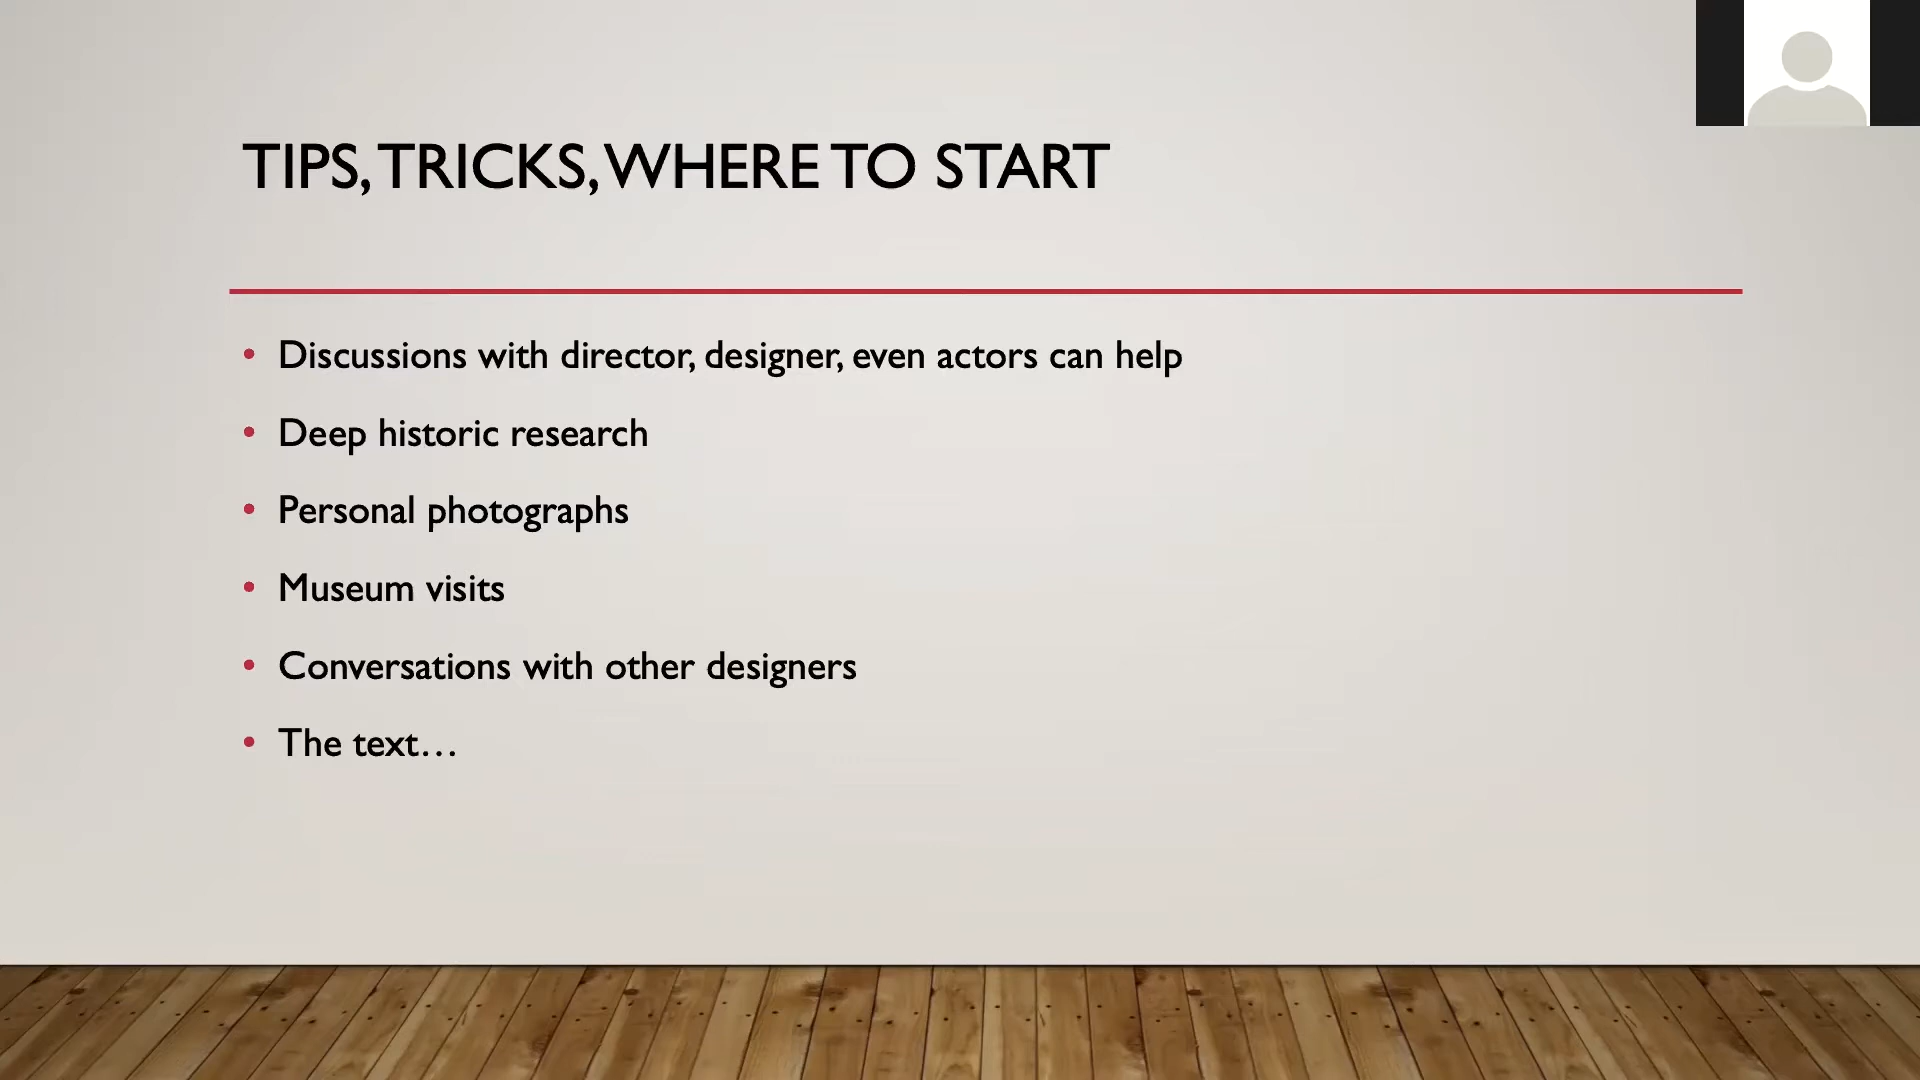 TIPS, TRICKS, WHERE TO START
• Discussions with director, designer, even actors can help
• Deep historic research
• Personal photographs
• Museum visits
• Conversations with other designers
• The text…